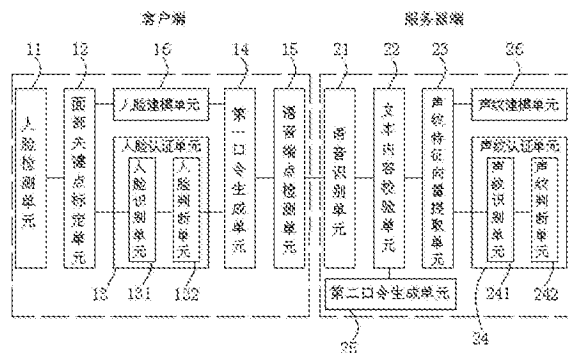 客户端
服务器端
11
12
16
14
15
21
22
23
26
人脸检测单元
面部关键点标定单元
人脸建模单元
人脸认证单元
人脸识别单元
人脸判断单元
第一口令生成单元
语音端点检测单元
语音识别单元
文本内容校验单元
声纹特征向量提取单元
声纹建模单元
声纹认证单元
声纹识别单元
声纹判断单元
13
131
132
第二口令生成单元
25
24
241
242